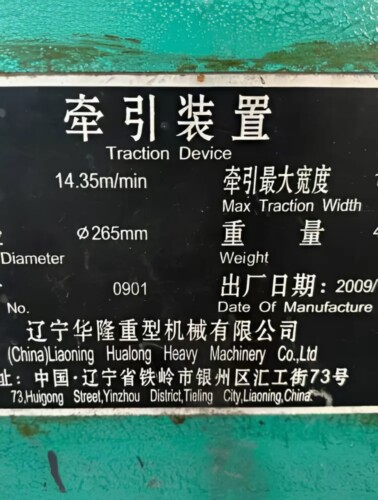 牵引装置
Traction Device
14.35m/min 牵引最大宽度
Max Traction Width
ø265mm 重 量
Diameter Weight
0901 出厂日期: 2009/
No. Date Of Manufacture
辽宁华隆重型机械有限公司
(China)Liaoning Hualong Heavy Machinery Co.,Ltd
址: 中国·辽宁省铁岭市银州区汇工街73号
73,Huigong Street,Yinzhou District,Tieling City,Liaoning,China.